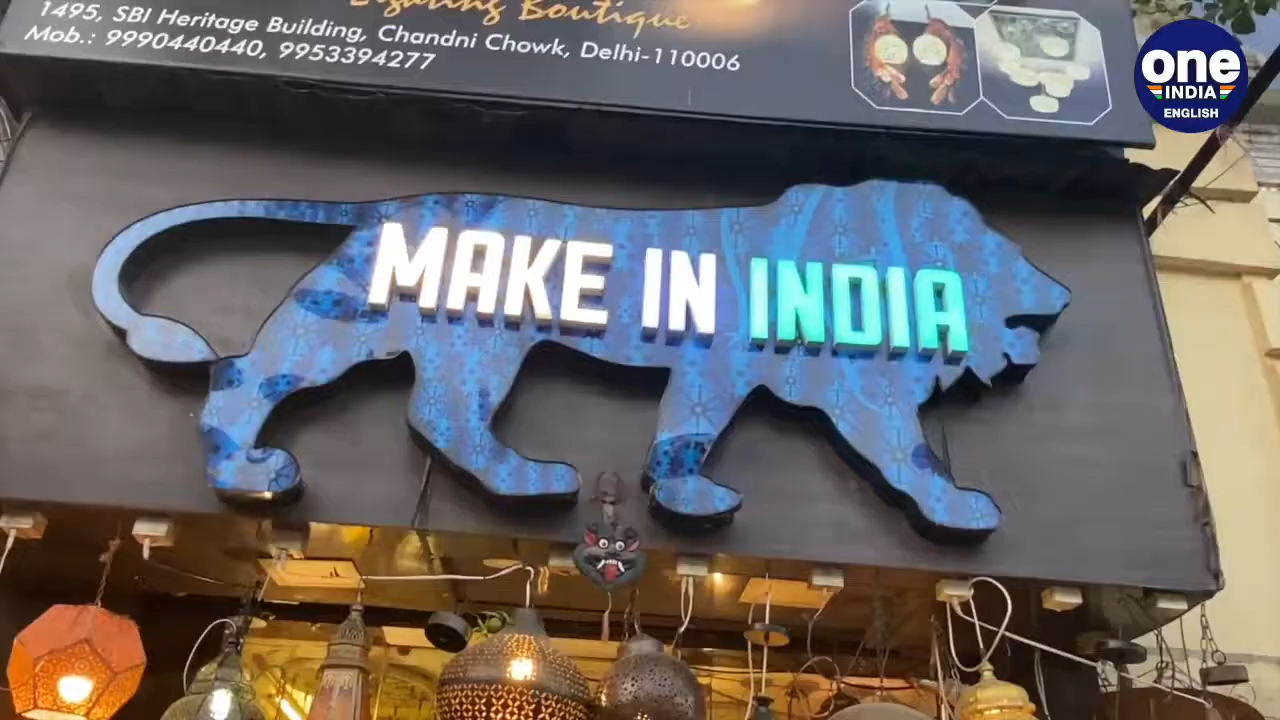 Lighting Boutique
1495, SBI Heritage Building, Chandni Chowk, Delhi-110006
Mob.: 9990440440, 9953394277
one
INDIA
ENGLISH
MAKE IN INDIA